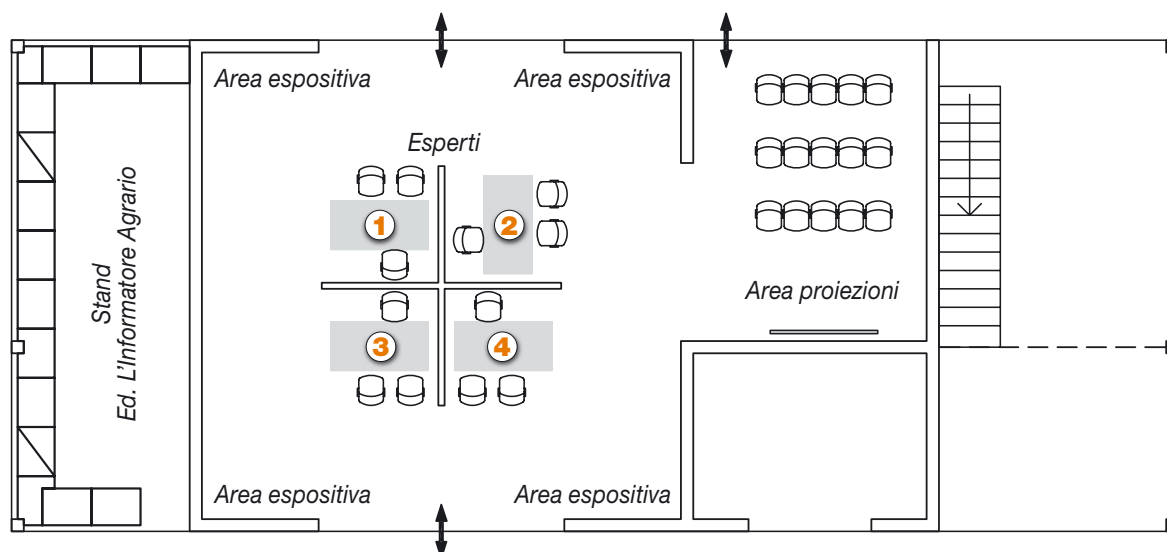 Area espositiva
Area espositiva
Esperti
1
2
Stand
Ed. L'Informatore Agrario
Area proiezioni
3
4
Area espositiva
Area espositiva